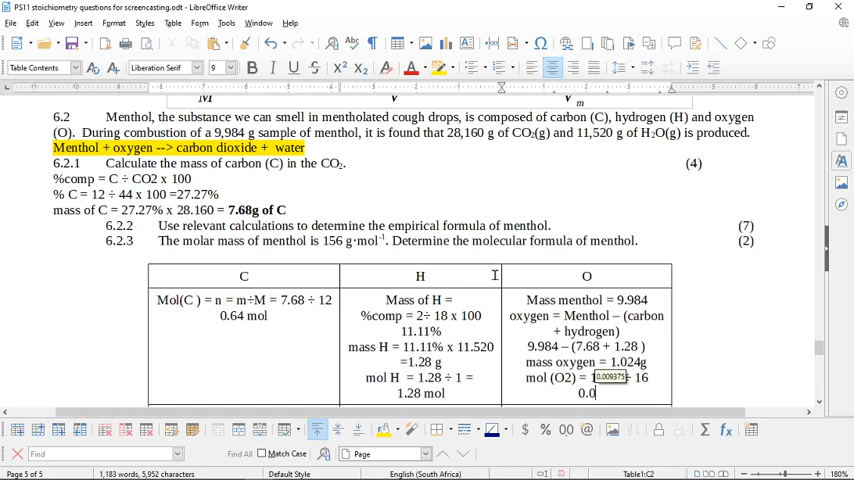 PS11 stoichiometry questions for screencasting.odt - LibreOffice Writer
File Edit View Insert Format Styles Table Form Tools Window Help
Table Contents Liberation Serif 9
M V V m
6.2 Menthol, the substance we can smell in mentholated cough drops, is composed of carbon (C), hydrogen (H) and oxygen
(O). During combustion of a 9,984 g sample of menthol, it is found that 28,160 g of CO₂(g) and 11,520 g of H₂O(g) is produced.
Menthol + oxygen --> carbon dioxide + water
6.2.1 Calculate the mass of carbon (C) in the CO₂. (4)
%comp = C ÷ CO2 x 100
% C = 12 ÷ 44 x 100 =27.27%
mass of C = 27.27% x 28.160 = 7.68g of C
6.2.2 Use relevant calculations to determine the empirical formula of menthol. (7)
6.2.3 The molar mass of menthol is 156 g·mol⁻¹. Determine the molecular formula of menthol. (2)
C H O
Mol(C ) = n = m÷M = 7.68 ÷ 12
0.64 mol
Mass of H =
%comp = 2÷ 18 x 100
11.11%
mass H = 11.11% x 11.520
=1.28 g
mol H = 1.28 ÷ 1 =
1.28 mol
Mass menthol = 9.984
oxygen = Menthol – (carbon
+ hydrogen)
9.984 – (7.68 + 1.28 )
mass oxygen = 1.024g
mol (O2) = 1 ÷ 16
0.009375
0.0
Find Find All Match Case Page
Page 5 of 5 1,183 words, 5,952 characters Default Style English (South Africa) Table1:C2 180%